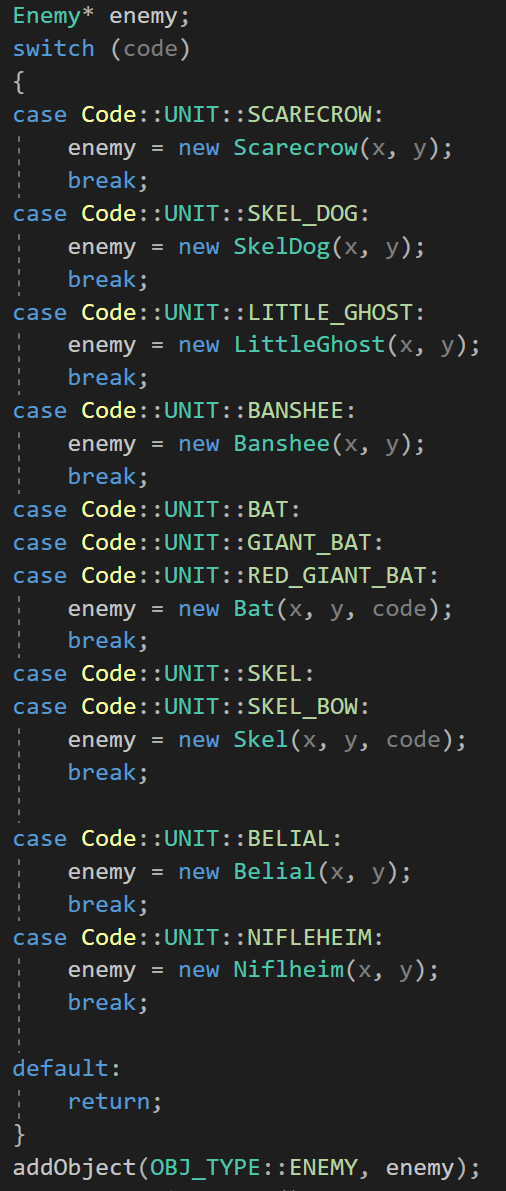 Enemy* enemy;
switch (code)
{
case Code::UNIT::SCARECROW:
    enemy = new Scarecrow(x, y);
    break;
case Code::UNIT::SKEL_DOG:
    enemy = new SkelDog(x, y);
    break;
case Code::UNIT::LITTLE_GHOST:
    enemy = new LittleGhost(x, y);
    break;
case Code::UNIT::BANSHEE:
    enemy = new Banshee(x, y);
    break;
case Code::UNIT::BAT:
case Code::UNIT::GIANT_BAT:
case Code::UNIT::RED_GIANT_BAT:
    enemy = new Bat(x, y, code);
    break;
case Code::UNIT::SKEL:
case Code::UNIT::SKEL_BOW:
    enemy = new Skel(x, y, code);
    break;

case Code::UNIT::BELIAL:
    enemy = new Belial(x, y);
    break;
case Code::UNIT::NIFLEHEIM:
    enemy = new Niflheim(x, y);
    break;

default:
    return;
}
addObject(OBJ_TYPE::ENEMY, enemy);